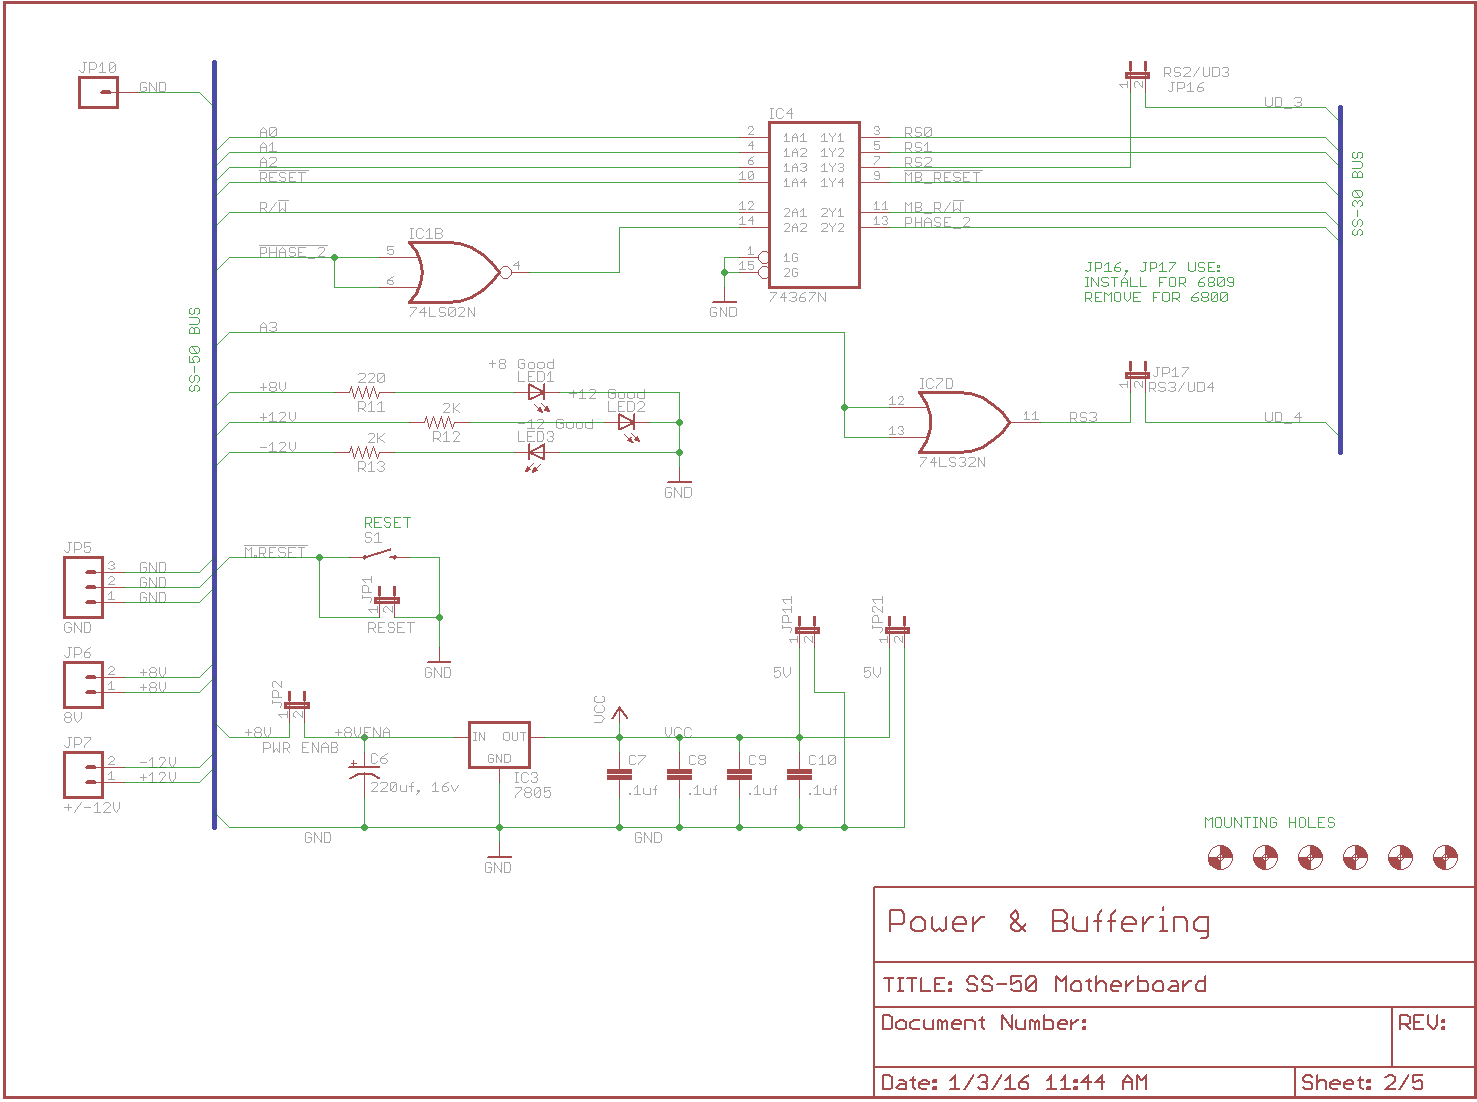 JP10
GND
RS2/UD3
JP16
1
2
UD_3
IC4
A0
2
1A1
1Y1
3
RS0
A1
4
1A2
1Y2
5
RS1
A2
6
1A3
1Y3
7
RS2
RESET
10
1A4
1Y4
9
MB_RESET
R/W
12
2A1
2Y1
11
MB_R/W
14
2A2
2Y2
13
PHASE_2
SS-30 BUS
IC1B
PHASE_2
5
6
4
74LS02N
1
1G
15
2G
74367N
GND
JP16, JP17 USE:
INSTALL FOR 6809
REMOVE FOR 6800
SS-50 BUS
A3
+8 Good
LED1
+8V
220
R11
+12 Good
LED2
+12V
2K
R12
-12 Good
LED3
-12V
2K
R13
GND
IC7D
12
13
11
RS3
74LS32N
JP17
RS3/UD4
1
2
UD_4
RESET
S1
M.RESET
JP1
1
2
RESET
GND
JP5
3
GND
2
GND
1
GND
GND
JP6
2
+8V
1
+8V
8V
JP7
2
-12V
1
+12V
+/-12V
JP2
1
2
+8V
PWR ENAB
+8VENA
+
C6
220uf, 16v
IN
OUT
GND
IC3
7805
VCC
VCC
JP11
1
2
5V
JP21
1
2
5V
C7
.1uf
C8
.1uf
C9
.1uf
C10
.1uf
GND
GND
GND
MOUNTING HOLES
Power & Buffering
TITLE: SS-50 Motherboard
Document Number:
REV:
Date: 1/3/16 11:44 AM
Sheet: 2/5